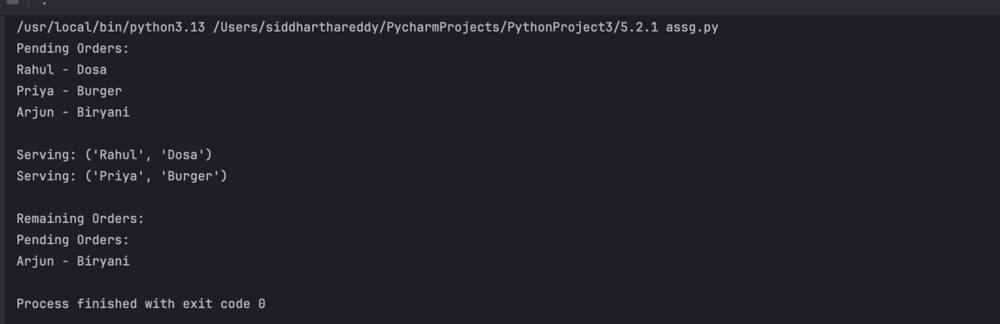 /usr/local/bin/python3.13 /Users/siddharthareddy/PycharmProjects/PythonProject3/5.2.1 assg.py
Pending Orders:
Rahul - Dosa
Priya - Burger
Arjun - Biryani
Serving: ('Rahul', 'Dosa')
Serving: ('Priya', 'Burger')
Remaining Orders:
Pending Orders:
Arjun - Biryani
Process finished with exit code 0